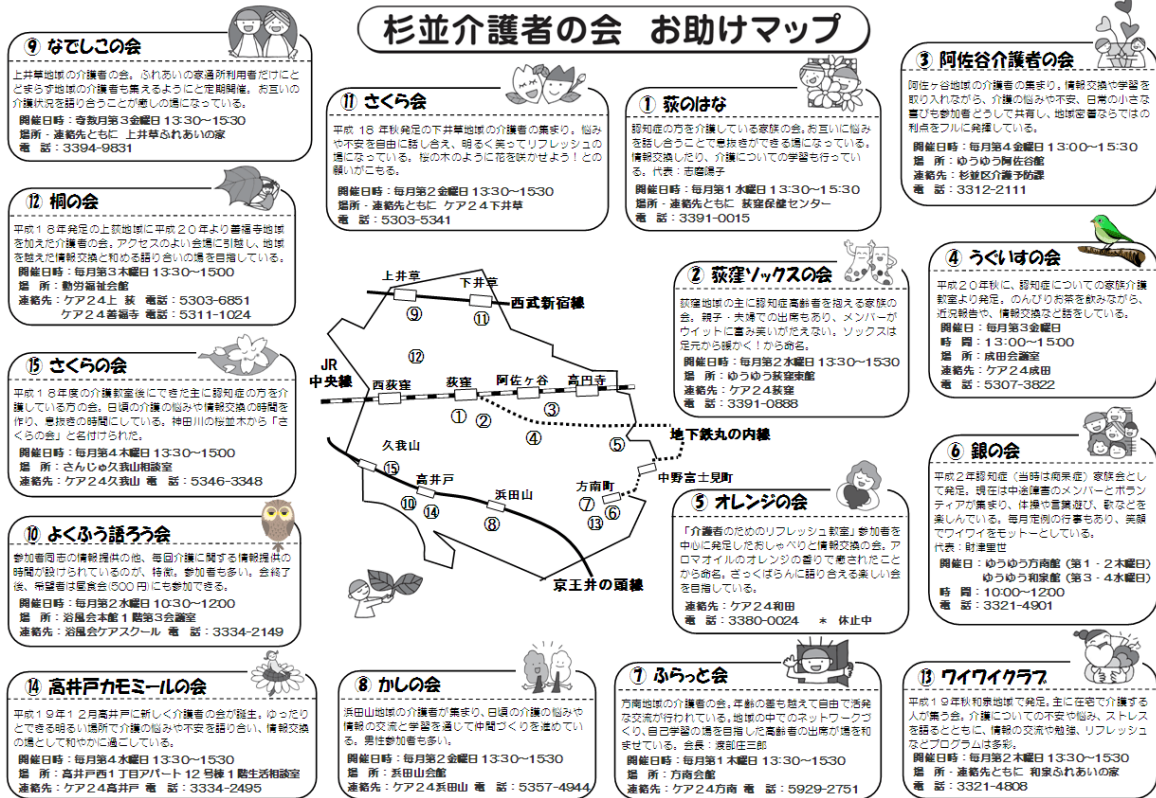 杉並介護者の会 お助けマップ
⑨ なでしこの会
上井草地域の介護者の会。ふれあいの家通所利用者だけにと
どまらず地域の介護者も集えるようにと定期開催。お互いの
介護状況を語り合うことが癒しの場になっている。
開催日時：奇数月第3金曜日 13:30～15:30
場所・連絡先ともに 上井草ふれあいの家
電 話：3394-9831
⑪ さくら会
平成 18 年秋発足の下井草地域の介護者の集まり。悩み
や不安を自由に話し合え、明るく笑ってリフレッシュの
場になっている。桜の木のように花を咲かせよう！との
願いがこもる。
開催日時：毎月第2金曜日 13:30～15:30
場所・連絡先ともに ケア24下井草
電 話：5303-5341
① 荻のはな
認知症の方を介護している家族の会。お互いに悩み
を話し合うことで息抜きができる場になっている。
情報交換したり、介護についての学習も行ってい
る。代表：志磨陽子
開催日時：毎月第1水曜日 13:30～15:30
場所・連絡先ともに 荻窪保健センター
電 話：3391-0015
③ 阿佐谷介護者の会
阿佐ヶ谷地域の介護者の集まり。情報交換や学習を
取り入れながら、介護の悩みや不安、日常の小さな
喜びも参加者どうしで共有し、地域密着ならではの
利点をフルに発揮している。
開催日時：毎月第4金曜日 13:00～15:30
場 所：ゆうゆう阿佐谷館
連絡先：杉並区介護予防課
電 話：3312-2111
⑫ 桐の会
平成18年発足の上荻地域に平成20年より善福寺地域
を加えた介護者の会。アクセスのよい会場に引越し、地域
を越えた情報交換と和める語り合いの場を目指している。
開催日時：毎月第3木曜日 13:30～15:00
場 所：勤労福祉会館
連絡先：ケア24上 荻 電話：5303-6851
ケア24善福寺 電話：5311-1024
② 荻窪ソックスの会
荻窪地域の主に認知症高齢者を抱える家族の
会。親子・夫婦での出席もあり、メンバーが
ウイットに富み笑いがたえない。ソックスは
足元から暖かく！から命名。
開催日時：毎月第2水曜日 13:30～15:30
場 所：ゆうゆう荻窪東館
連絡先：ケア24荻窪
電 話：3391-0888
④ うぐいすの会
平成20年秋に、認知症についての家族介護
教室より発足。のんびりお茶を飲みながら、
近況報告や、情報交換など話をしている。
開催日：毎月第3金曜日
時 間：13:00～15:00
場 所：成田会議室
連絡先：ケア24成田
電 話：5307-3822
⑮ さくらの会
平成18年度の介護教室後にできた主に認知症の方を介
護している方の会。日頃の介護の悩みや情報交換の時間を
作り、息抜きの時間にしている。神田川の桜並木から「さ
くらの会」と名付けられた。
開催日時：毎月第4木曜日 13:30～15:00
場 所：さんじゅ久我山相談室
連絡先：ケア24久我山 電 話：5346-3348
上井草
下井草
西武新宿線
⑨
⑪
⑫
JR
中央線
西荻窪
荻窪
阿佐ヶ谷
高円寺
①
②
③
④
⑤
地下鉄丸の内線
久我山
⑮
高井戸
⑩
⑭
浜田山
⑧
方南町
⑦
⑥
⑬
中野富士見町
京王井の頭線
⑥ 銀の会
平成2年認知症（当時は痴呆症）家族会とし
て発足。現在は中途障害のメンバーとボラン
ティアが集まり、体操や言葉遊び、歌などを
楽しんでいる。毎月定例の行事もあり、笑顔
でワイワイをモットーとしている。
代表：財津里世
開催日：ゆうゆう方南館（第1・2木曜日）
ゆうゆう和泉館（第3・4水曜日）
時 間：10:00～12:00
電 話：3321-4901
⑤ オレンジの会
「介護者のためのリフレッシュ教室」参加者を
中心に発足したおしゃべりと情報交換の会。ア
ロマオイルのオレンジの香りで癒されたこと
から命名。ざっくばらんに語り合える楽しい会
を目指している。
連絡先：ケア24和田
電 話：3380-0024 ＊ 休止中
⑩ よくふう語ろう会
参加者同志の情報提供の他、毎回介護に関する情報提供の
時間が設けられているのが、特徴。参加者も多い。会終了
後、希望者は昼食会(500円)にも参加できる。
開催日時：毎月第2水曜日 10:30～12:00
場 所：浴風会本館1階第3会議室
連絡先：浴風会ケアスクール 電 話：3334-2149
⑭ 高井戸カモミールの会
平成19年12月高井戸に新しく介護者の会が誕生。ゆったり
とできる明るい場所で介護の悩みや不安を語り合い、情報交換
の場として和やかに過ごしている。
開催日時：毎月第4水曜日 13:30～15:30
場 所：高井戸西1丁目アパート12号棟1階生活相談室
連絡先：ケア24高井戸 電 話：3334-2495
⑧ かしの会
浜田山地域の介護者が集まり、日頃の介護の悩みや
情報の交流と学習を通して仲間づくりを進めてい
る。男性参加者も多い。
開催日時：毎月第2金曜日 13:30～15:30
場 所：浜田山会館
連絡先：ケア24浜田山 電 話：5357-4944
⑦ ふらっと会
方南地域の介護者の会。年齢の差も越えて自由で活発
な交流が行われている。地域の中でのネットワークづ
くり、自己学習の場を目指した高齢者の出席が場を和
ませている。会長：渡部庄三郎
開催日時：毎月第1木曜日 13:30～15:30
場 所：方南会館
連絡先：ケア24方南 電 話：5929-2751
⑬ ワイワイクラブ
平成19年秋和泉地域で発足。主に在宅で介護する
人が集う会。介護についての不安や悩み、ストレス
を語るとともに、情報の交流や勉強、リフレッシュ
などプログラムは多彩。
開催日時：毎月第2木曜日 13:30～15:30
場 所・連絡先ともに 和泉ふれあいの家
電 話：3321-4808